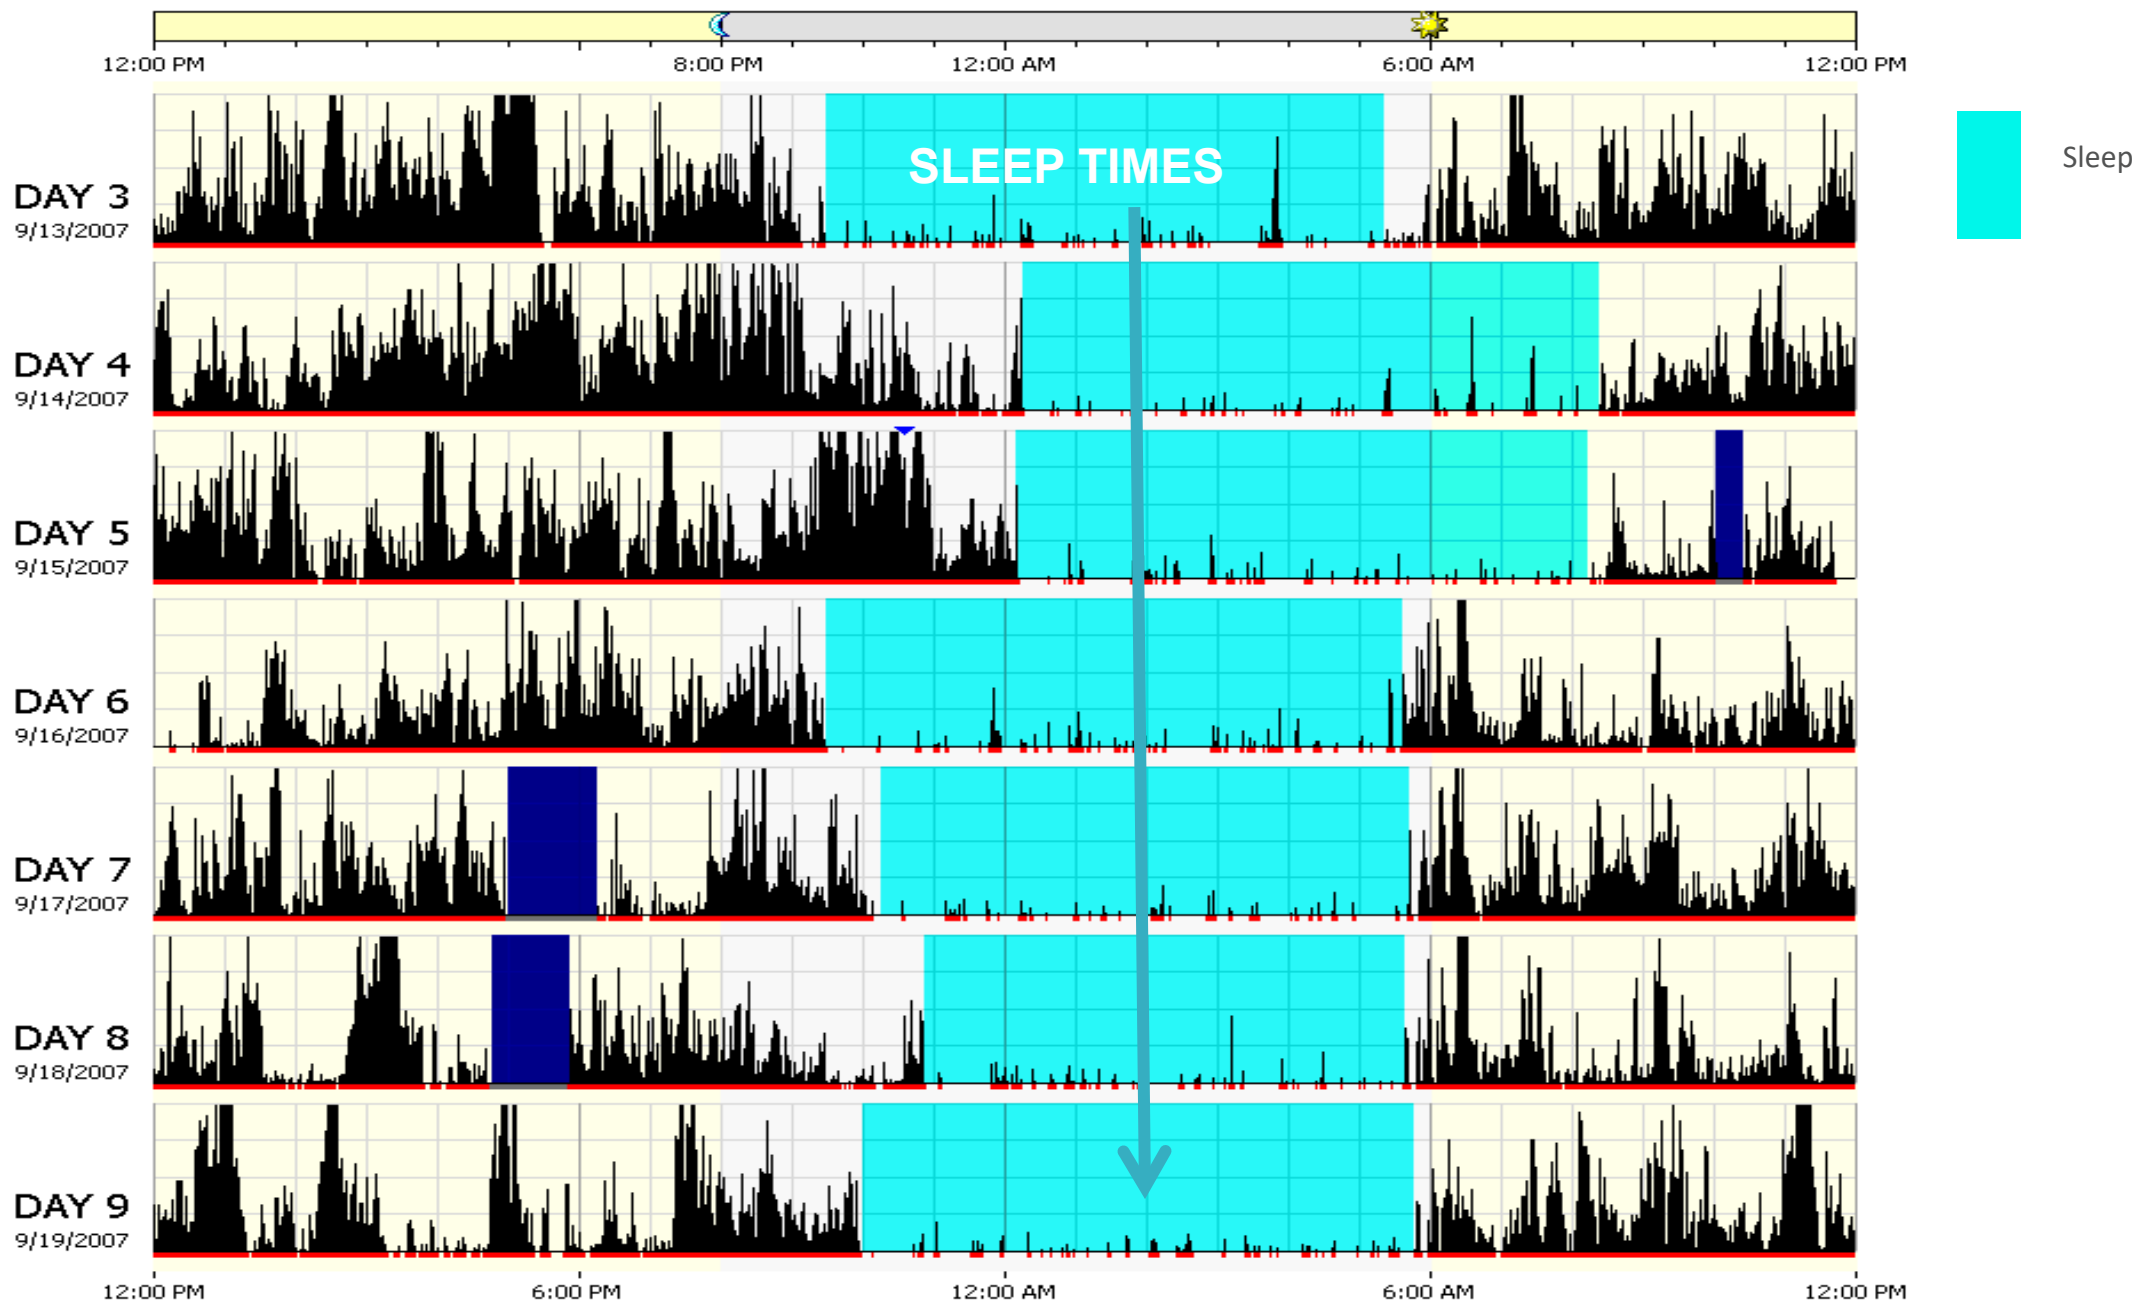 12:00 PM 8:00 PM 12:00 AM 6:00 AM 12:00 PM
SLEEP TIMES
Sleep
DAY 3
9/13/2007
DAY 4
9/14/2007
DAY 5
9/15/2007
DAY 6
9/16/2007
DAY 7
9/17/2007
DAY 8
9/18/2007
DAY 9
9/19/2007
12:00 PM 6:00 PM 12:00 AM 6:00 AM 12:00 PM